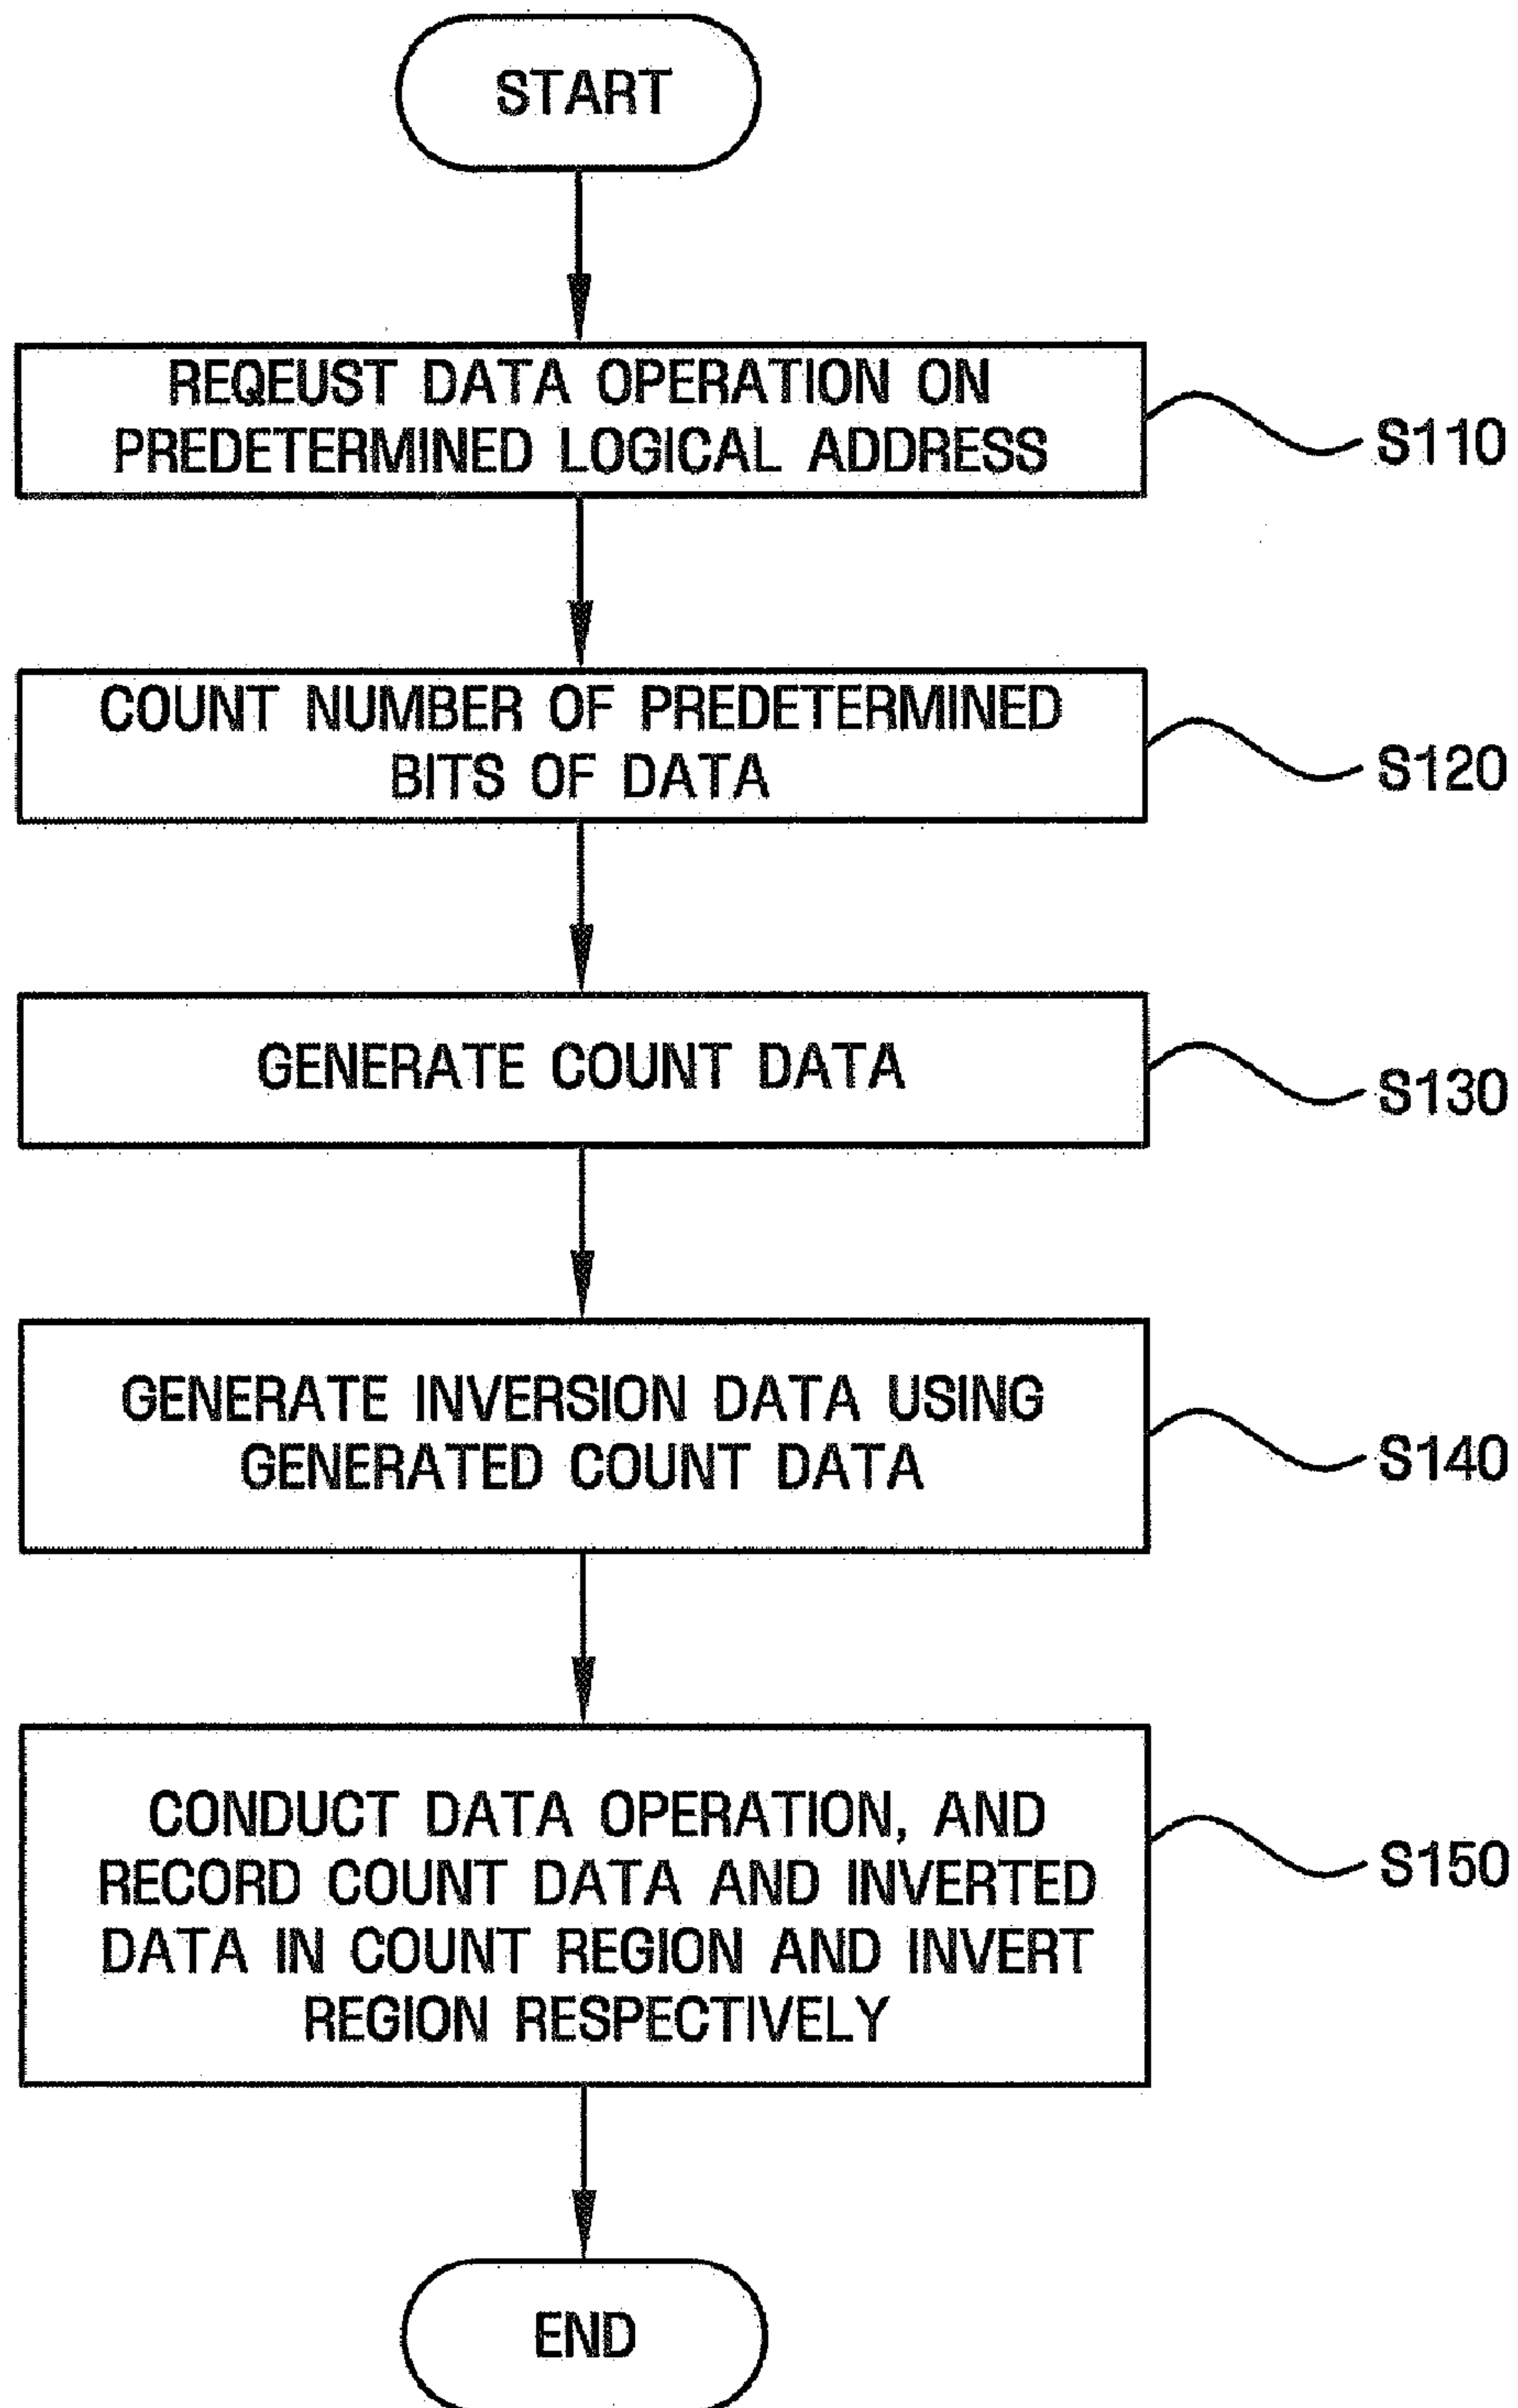 START
REQEUST DATA OPERATION ON
PREDETERMINED LOGICAL ADDRESS
S110
COUNT NUMBER OF PREDETERMINED
BITS OF DATA
S120
GENERATE COUNT DATA
S130
GENERATE INVERSION DATA USING
GENERATED COUNT DATA
S140
CONDUCT DATA OPERATION, AND
RECORD COUNT DATA AND INVERTED
DATA IN COUNT REGION AND INVERT
REGION RESPECTIVELY
S150
END